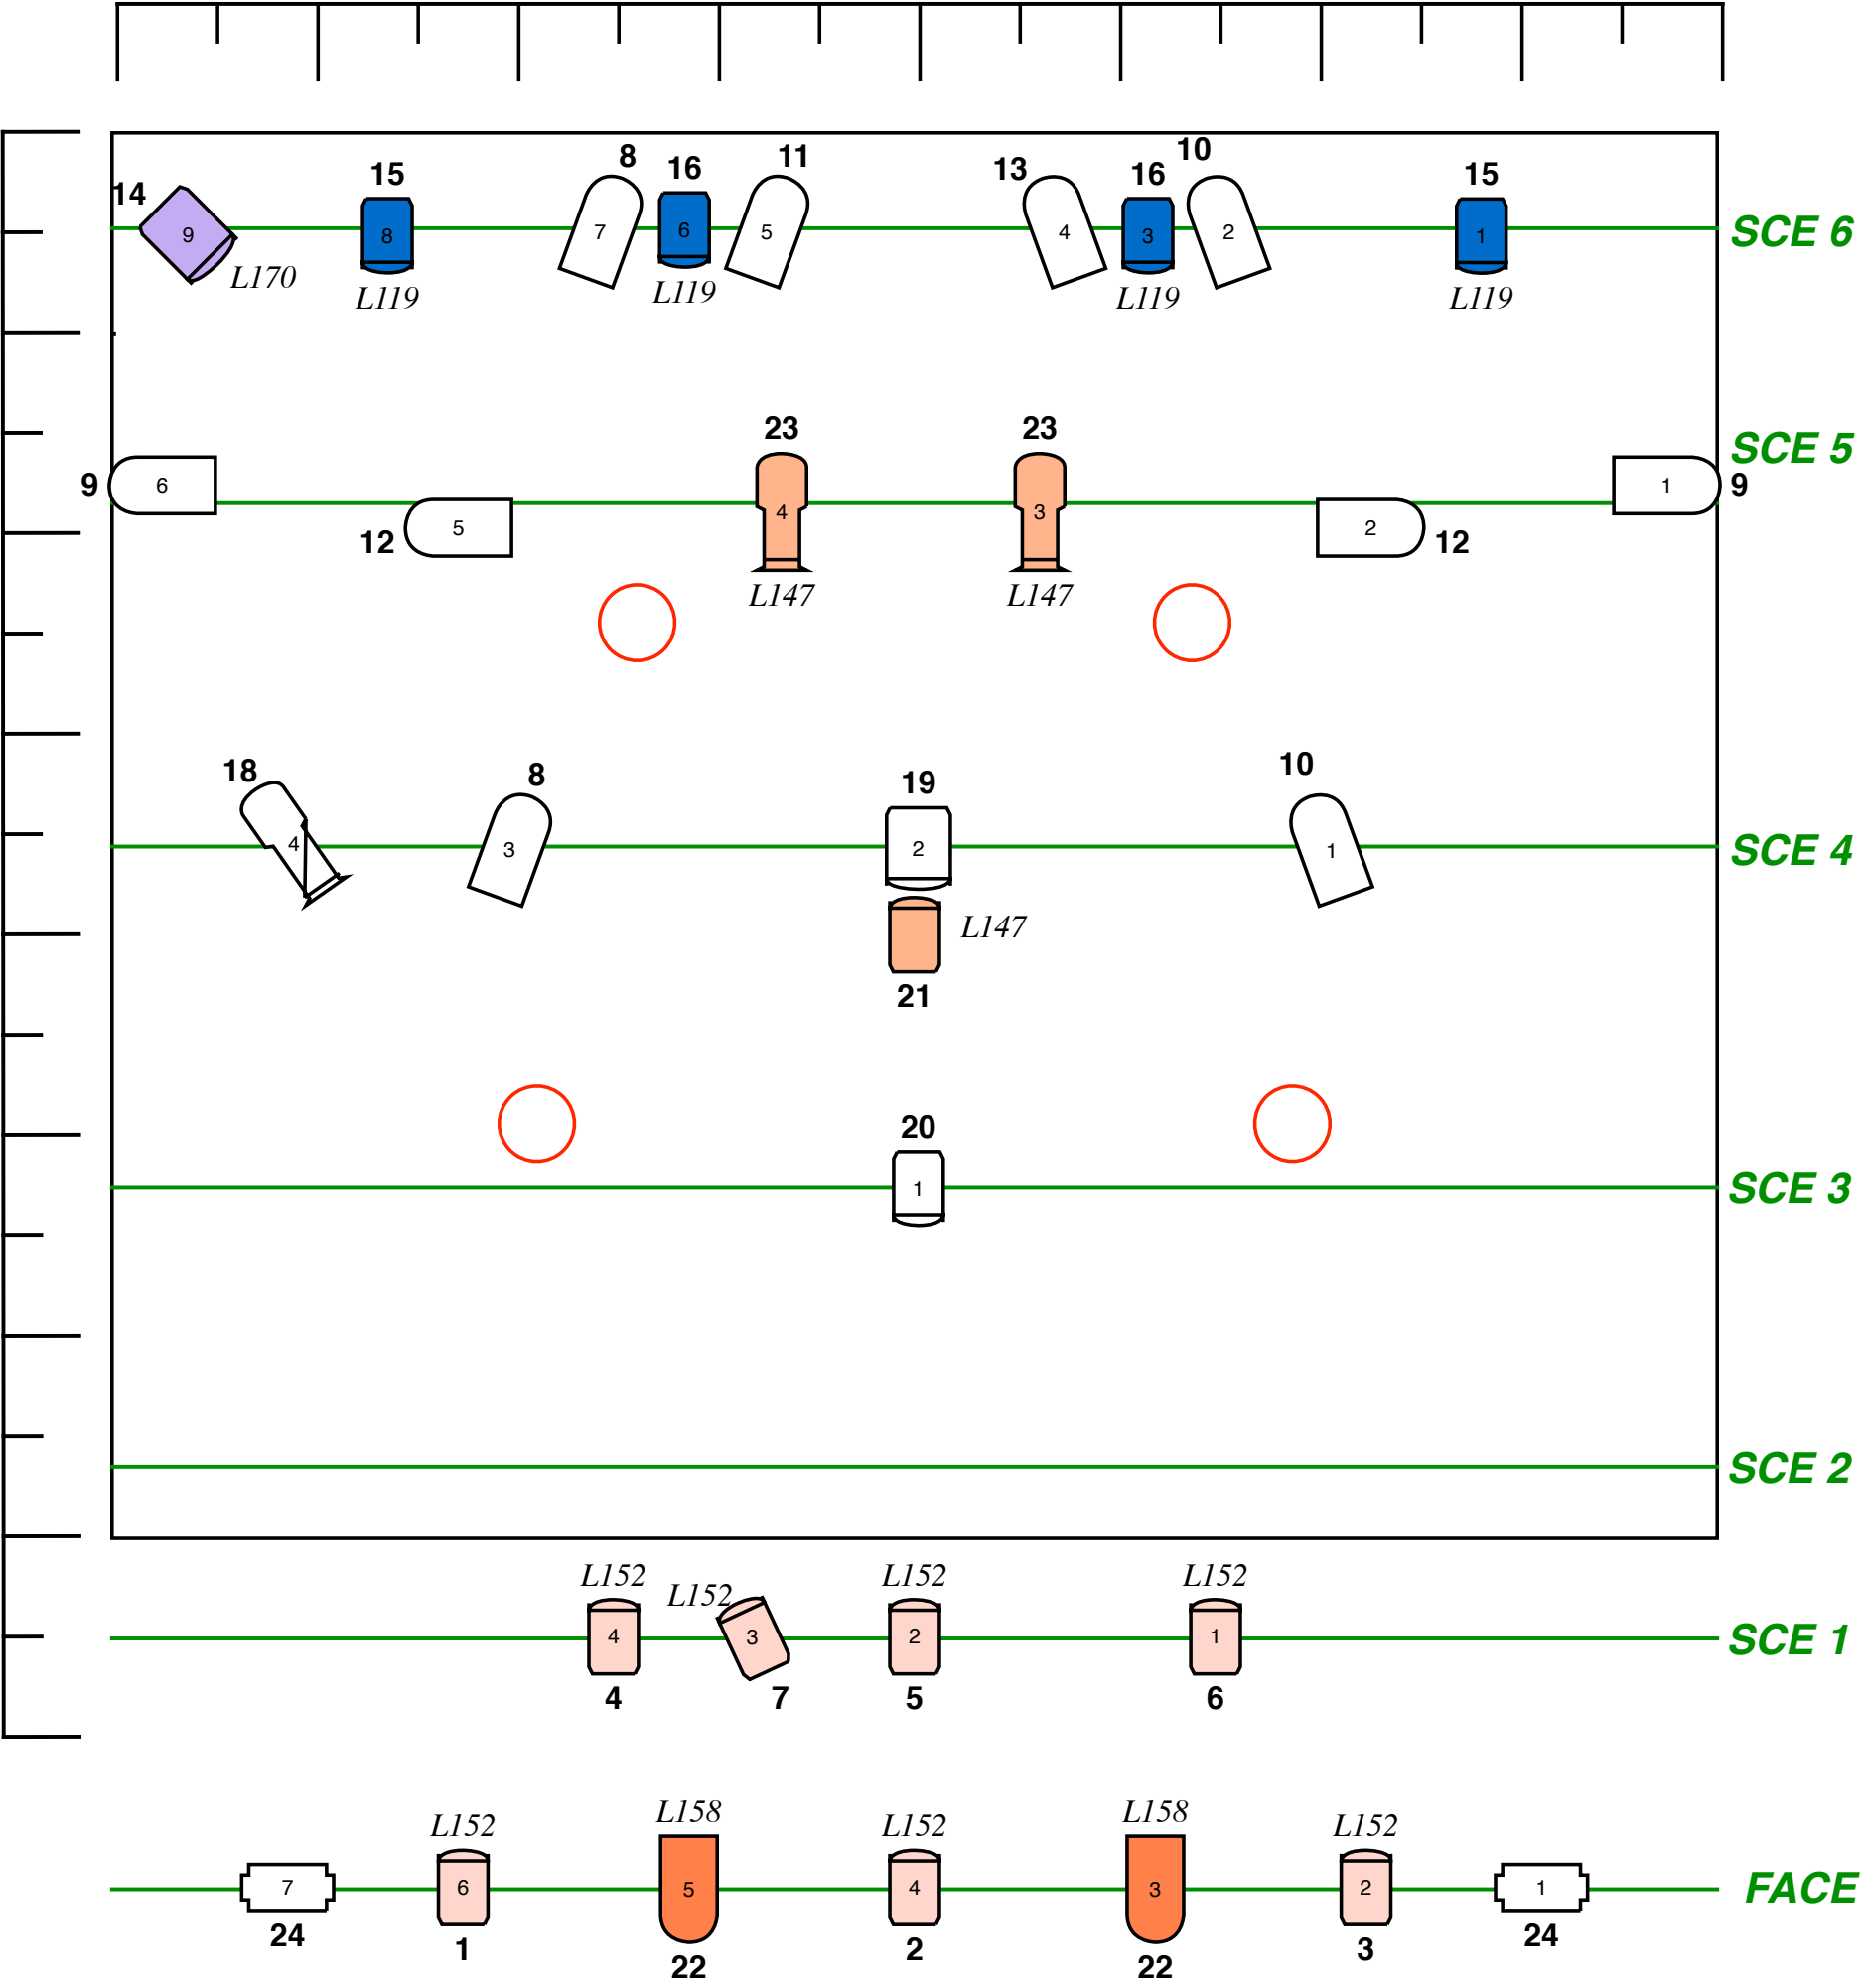 8 16 11 13 16 10
14 15 15
9 8 7 6 5 4 3 2 1 SCE 6
L170 L119 L119 L119 L119
23 23 SCE 5
9 6 4 3 1 9
12 5 2 12
L147 L147
18 8 19 10
4 3 2 1 SCE 4
L147
21
20
1 SCE 3
SCE 2
L152 L152 L152 L152
4 3 2 1 SCE 1
4 7 5 6
L152 L158 L152 L158 L152
7 6 5 4 3 2 1 FACE
24 1 22 2 22 3 24